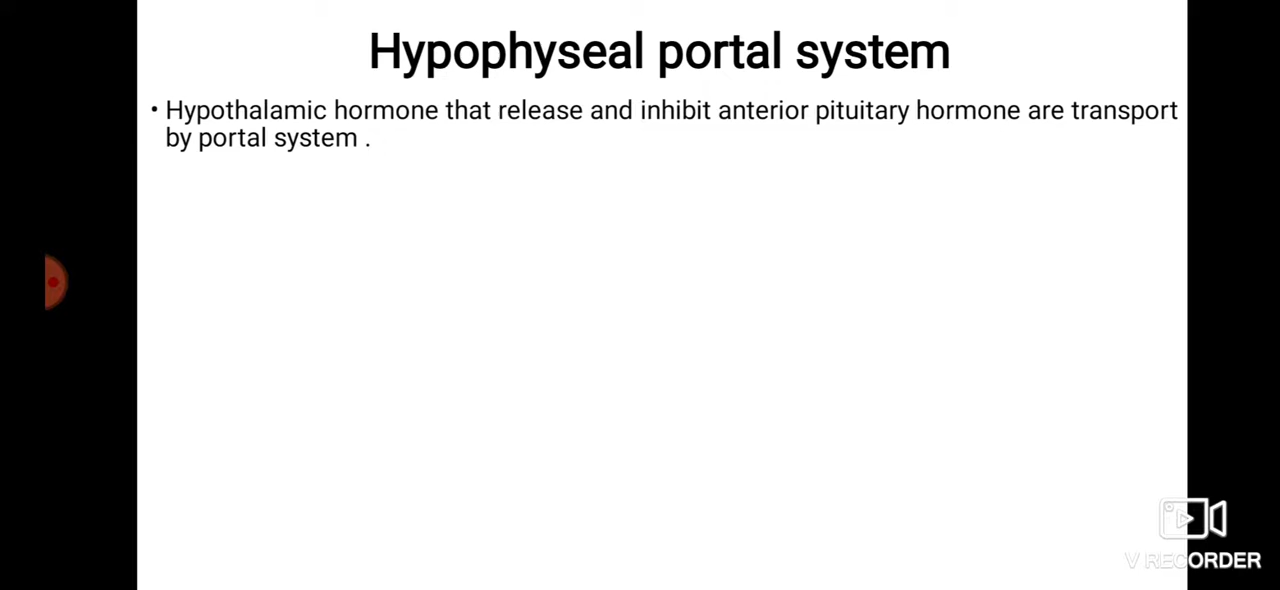 Hypophyseal portal system
• Hypothalamic hormone that release and inhibit anterior pituitary hormone are transport
by portal system .
V RECORDER